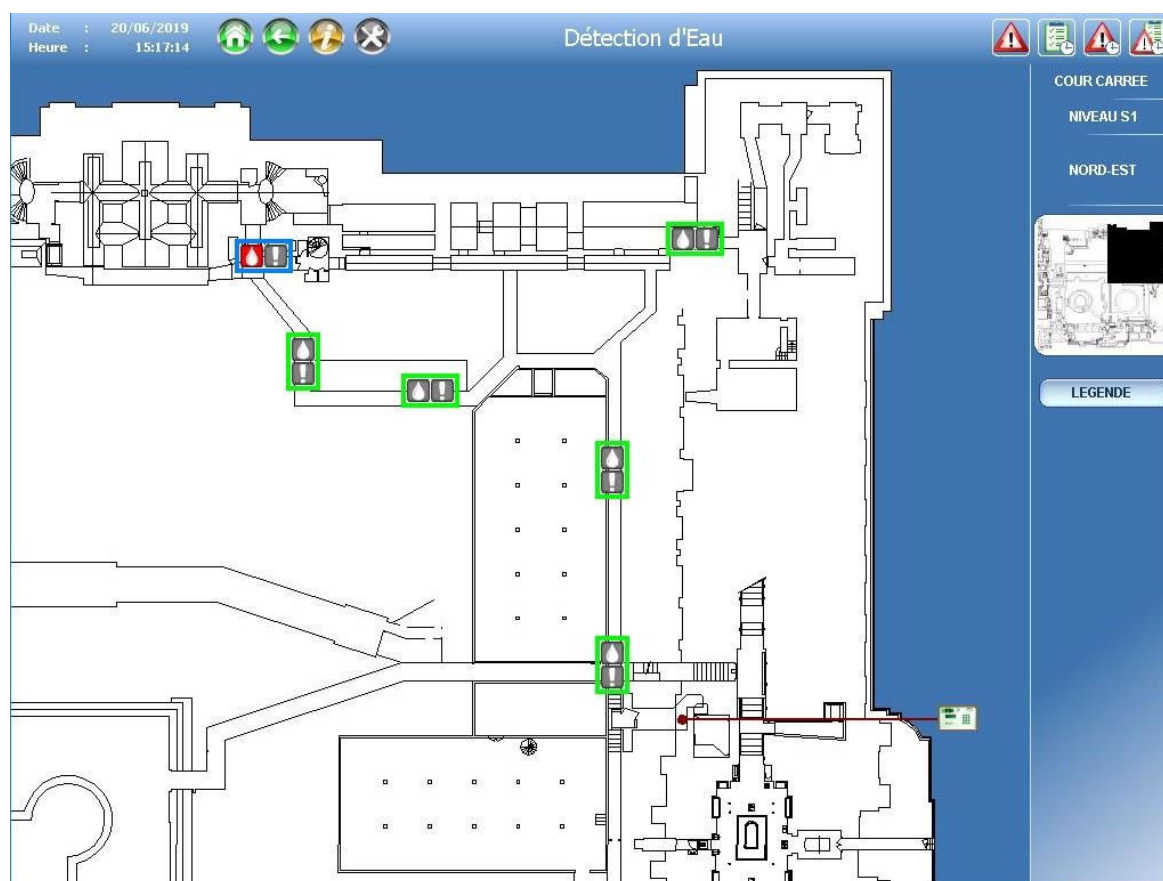 Date : 20/06/2019
Heure : 15:17:14
Détection d'Eau
COUR CARREE
NIVEAU S1
NORD-EST
LEGENDE